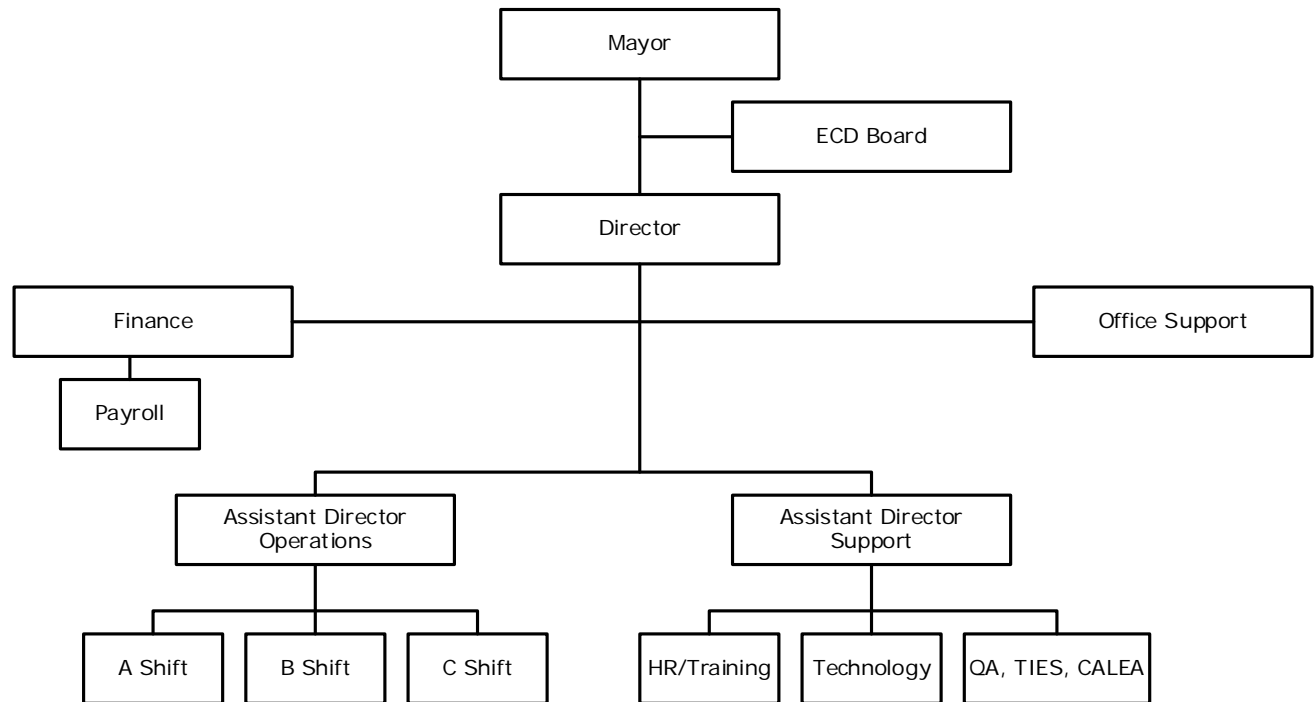 Mayor
ECD Board
Director
Finance
Office Support
Payroll
Assistant Director
Operations
Assistant Director
Support
A Shift
B Shift
C Shift
HR/Training
Technology
QA, TIES, CALEA